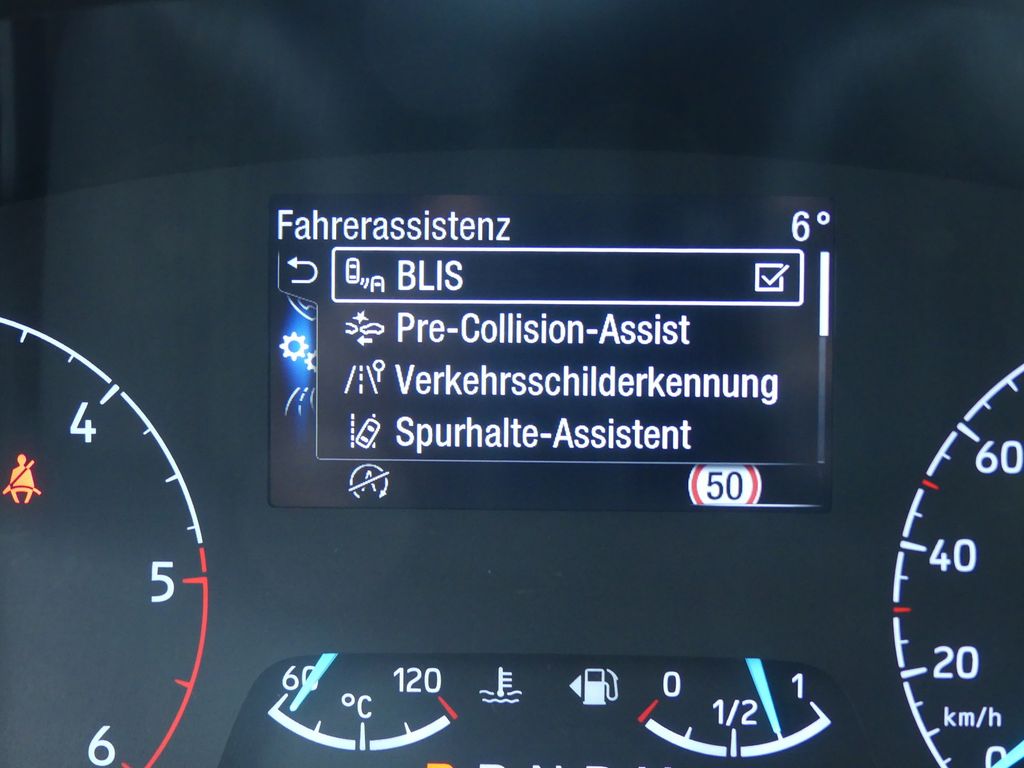 Fahrerassistenz 6°
BLIS
Pre-Collision-Assist
Verkehrsschilderkennung
Spurhalte-Assistent
A 50
4
5
6
60
40
20
km/h
0
60 °C 120
0 1/2 1